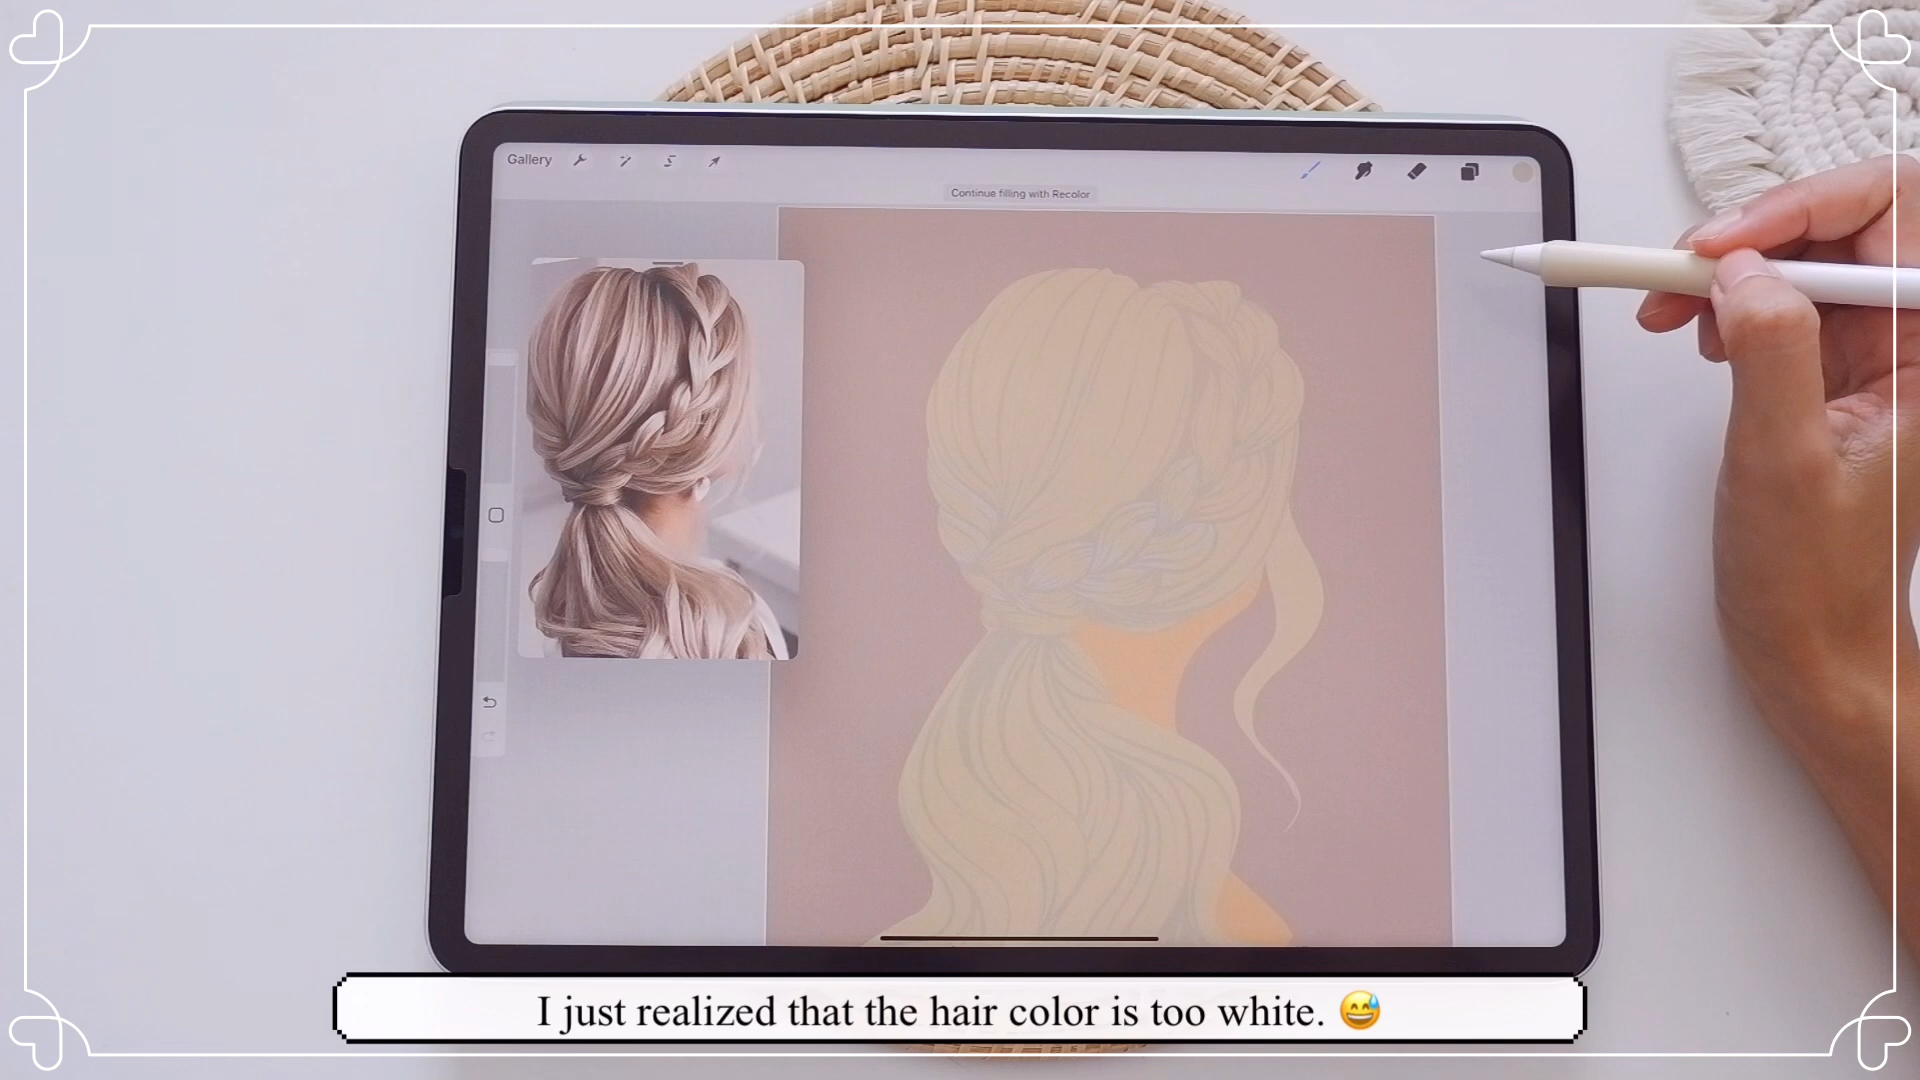 Gallery
Continue filling with Recolor
I just realized that the hair color is too white. 😅